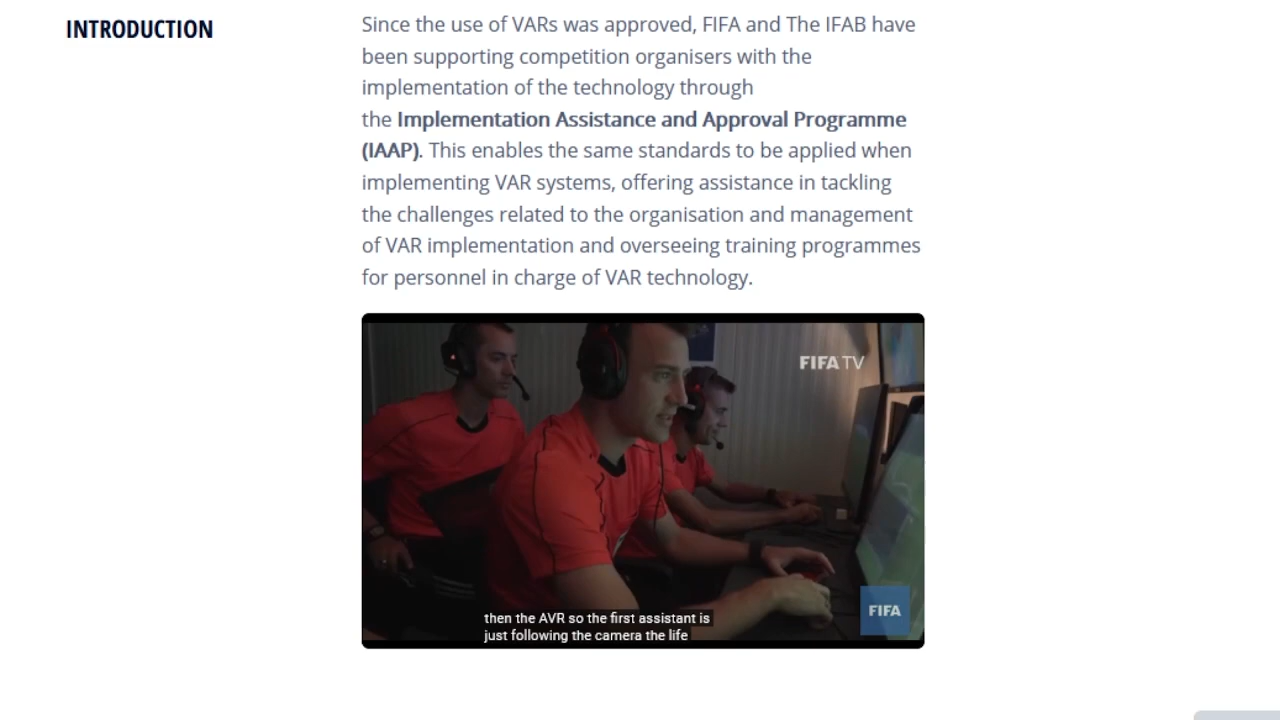 INTRODUCTION
Since the use of VARs was approved, FIFA and The IFAB have
been supporting competition organisers with the
implementation of the technology through
the Implementation Assistance and Approval Programme
(IAAP). This enables the same standards to be applied when
implementing VAR systems, offering assistance in tackling
the challenges related to the organisation and management
of VAR implementation and overseeing training programmes
for personnel in charge of VAR technology.
FIFA TV
then the AVR so the first assistant is
just following the camera the life
FIFA